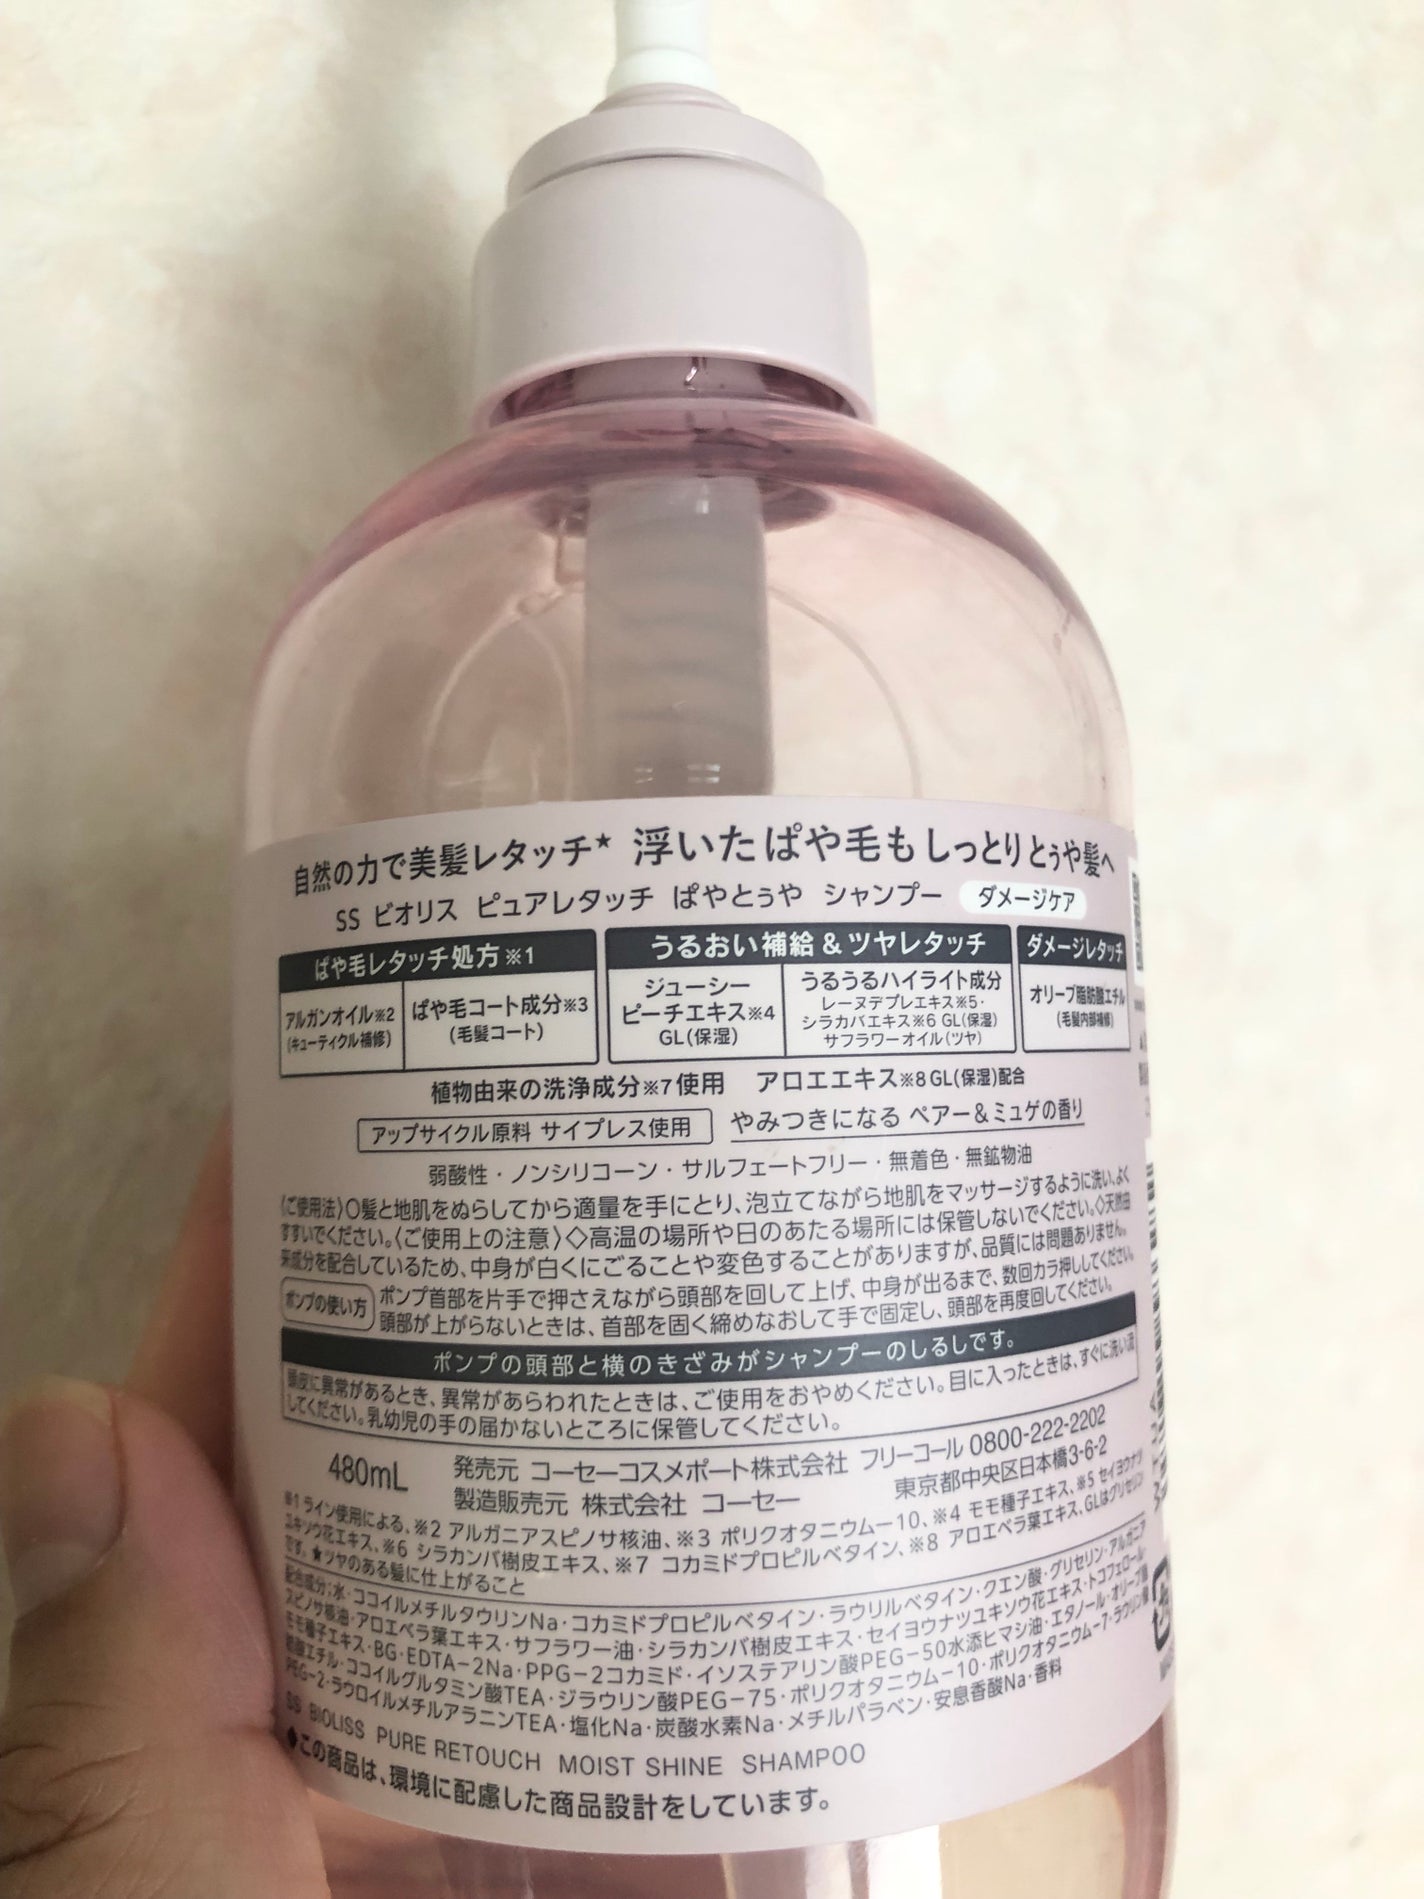 自然の力で美髪レタッチ★ 浮いたぱや毛もしっとりとぅや髪へ
SS ビオリス ピュアレタッチ ぱやとぅや シャンプー ダメージケア
ぱや毛レタッチ処方※1
アルガンオイル※2
(キューティクル補修)
ぱや毛コート成分※3
(毛髪コート)
うるおい補給&ツヤレタッチ
ジューシー
ピーチエキス※4
GL(保湿)
うるうるハイライト成分
レーヌデプレエキス※5・
シラカバエキス※6 GL(保湿)
サフラワーオイル(ツヤ)
ダメージレタッチ
オリーブ脂肪酸エチル
(毛髪内部補修)
植物由来の洗浄成分※7使用 アロエエキス※8GL(保湿)配合
アップサイクル原料 サイプレス使用 やみつきになる ペアー&ミュゲの香り
弱酸性・ノンシリコーン・サルフェートフリー・無着色・無鉱物油
〈ご使用法〉○髪と地肌をぬらしてから適量を手にとり、泡立てながら地肌をマッサージするように洗い、よく
すすいでください。〈ご使用上の注意〉◇高温の場所や日のあたる場所には保管しないでください。◇天然由
来成分を配合しているため、中身が白くにごることや変色することがありますが、品質には問題ありません。
ポンプの使い方 ポンプ首部を片手で押さえながら頭部を回して上げ、中身が出るまで、数回カラ押ししてください。
頭部が上がらないときは、首部を固く締めなおして手で固定し、頭部を再度回してください。
ポンプの頭部と横のきざみがシャンプーのしるしです。
頭皮に異常があるとき、異常があらわれたときは、ご使用をおやめください。目に入ったときは、すぐに洗い流
してください。乳幼児の手の届かないところに保管してください。
480mL
発売元 コーセーコスメポート株式会社 フリーコール 0800-222-2202
製造販売元 株式会社 コーセー 東京都中央区日本橋3-6-2
※1 ライン使用による、※2 アルガニアスピノサ核油、※3 ポリクオタニウム-10、※4 モモ種子エキス、※5 セイヨウナツ
ユキソウ花エキス、※6 シラカンバ樹皮エキス、※7 コカミドプロピルベタイン、※8 アロエベラ葉エキス、GLはグリセリン
です。★ツヤのある髪に仕上がること
配合成分:水・ココイルメチルタウリンNa・コカミドプロピルベタイン・ラウリルベタイン・クエン酸・グリセリン・アルガニア
スピノサ核油・アロエベラ葉エキス・サフラワー油・シラカンバ樹皮エキス・セイヨウナツユキソウ花エキス・トコフェロール・
モモ種子エキス・BG・EDTA-2Na・PPG-2コカミド・イソステアリン酸PEG-50水添ヒマシ油・エタノール・オリーブ脂
肪酸エチル・ココイルグルタミン酸TEA・ジラウリン酸PEG-75・ポリクオタニウム-10・ポリクオタニウム-7・ラウリン酸
PEG-2・ラウロイルメチルアラニンTEA・塩化Na・炭酸水素Na・メチルパラベン・安息香酸Na・香料
SS BIOLISS PURE RETOUCH MOIST SHINE SHAMPOO
◆この商品は、環境に配慮した商品設計をしています。